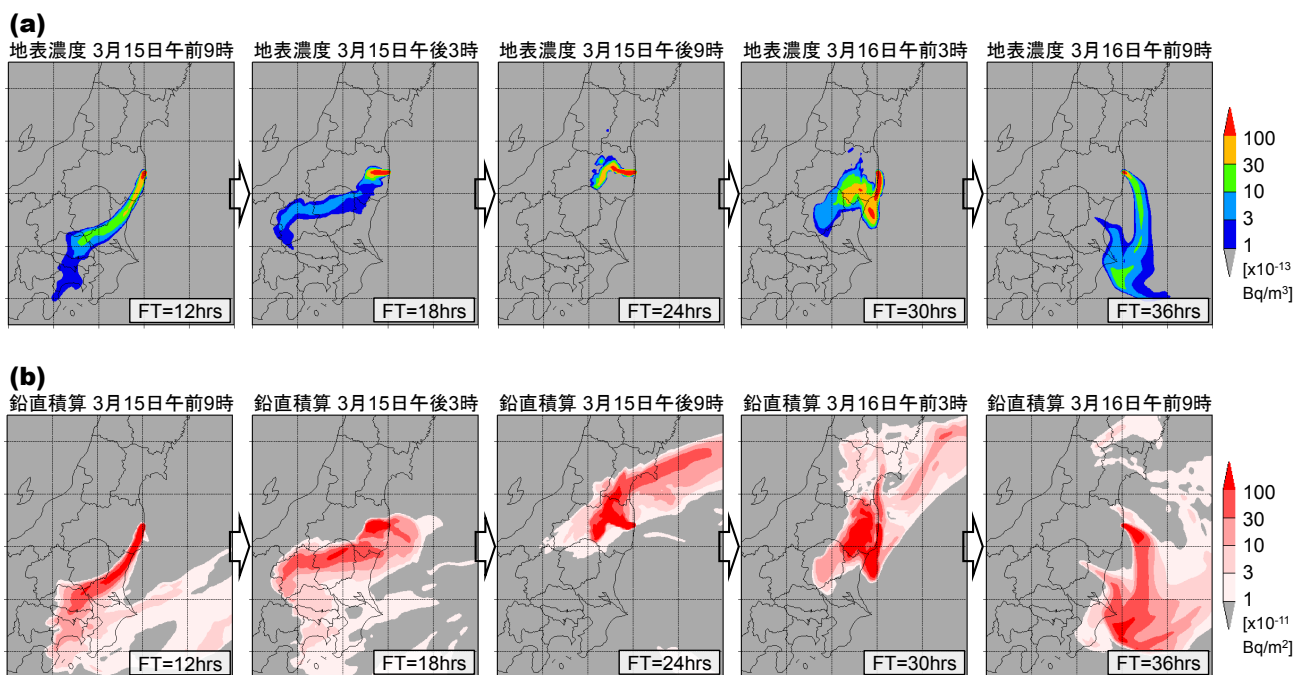 (a)
地表濃度 3月15日午前9時
地表濃度 3月15日午後3時
地表濃度 3月15日午後9時
地表濃度 3月16日午前3時
地表濃度 3月16日午前9時
FT=12hrs
FT=18hrs
FT=24hrs
FT=30hrs
FT=36hrs
100
30
10
3
1
[x10-13
Bq/m3]
(b)
鉛直積算 3月15日午前9時
鉛直積算 3月15日午後3時
鉛直積算 3月15日午後9時
鉛直積算 3月16日午前3時
鉛直積算 3月16日午前9時
FT=12hrs
FT=18hrs
FT=24hrs
FT=30hrs
FT=36hrs
100
30
10
3
1
[x10-11
Bq/m2]